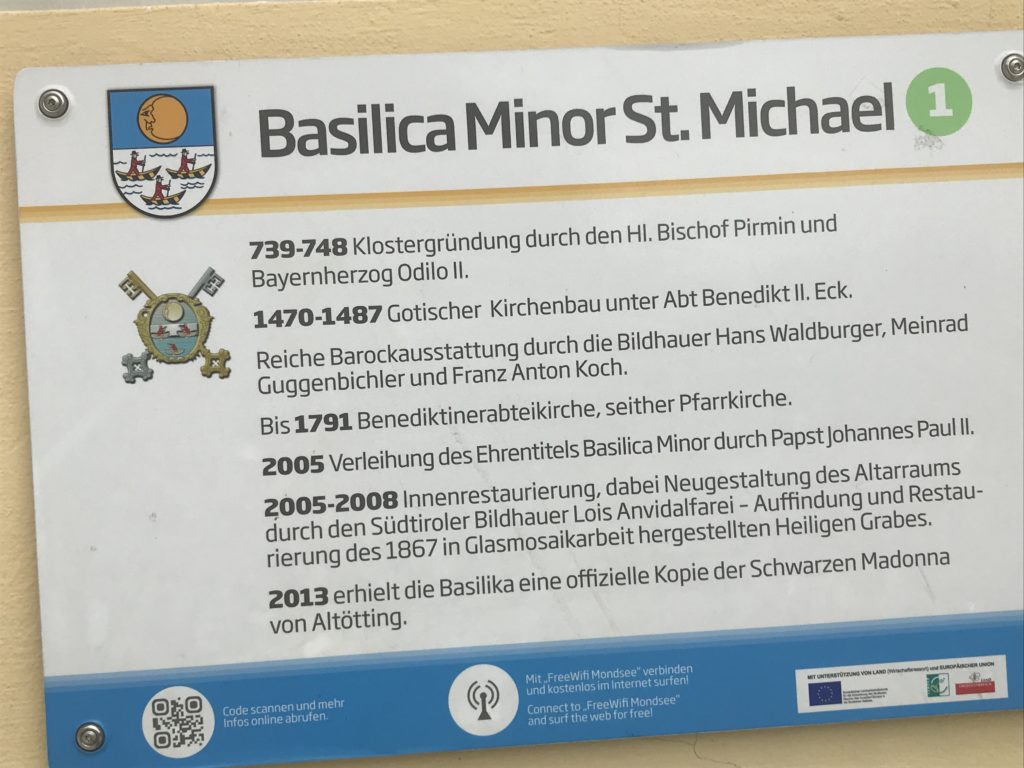 Basilica Minor St. Michael 1
739-748 Klostergründung durch den Hl. Bischof Pirmin und
Bayernherzog Odilo II.
1470-1487 Gotischer Kirchenbau unter Abt Benedikt II. Eck.
Reiche Barockausstattung durch die Bildhauer Hans Waldburger, Meinrad
Guggenbichler und Franz Anton Koch.
Bis 1791 Benediktinerabteikirche, seither Pfarrkirche.
2005 Verleihung des Ehrentitels Basilica Minor durch Papst Johannes Paul II.
2005-2008 Innenrestaurierung, dabei Neugestaltung des Altarraums
durch den Südtiroler Bildhauer Lois Anvidalfarei – Auffindung und Restau-
rierung des 1867 in Glasmosaikarbeit hergestellten Heiligen Grabes.
2013 erhielt die Basilika eine offizielle Kopie der Schwarzen Madonna
von Altötting.
Code scannen und mehr
Infos online abrufen.
Mit „FreeWifi Mondsee" verbinden
und kostenlos im Internet surfen!
Connect to „FreeWifi Mondsee"
and surf the web for free!
MIT UNTERSTÜTZUNG VON LAND (Wirtschaftsressort) und EUROPÄISCHER UNION